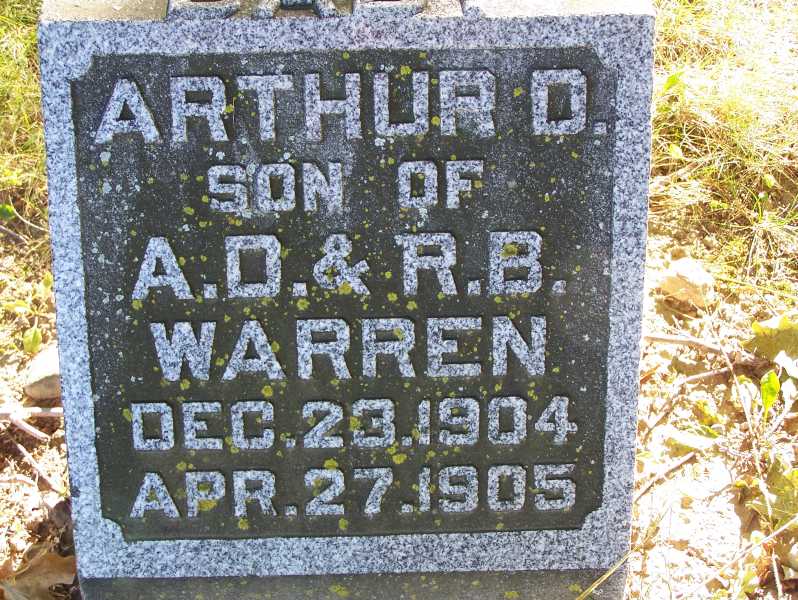 ARTHUR D.
SON OF
A.D. & R.B.
WARREN
DEC. 23. 1904
APR. 27. 1905